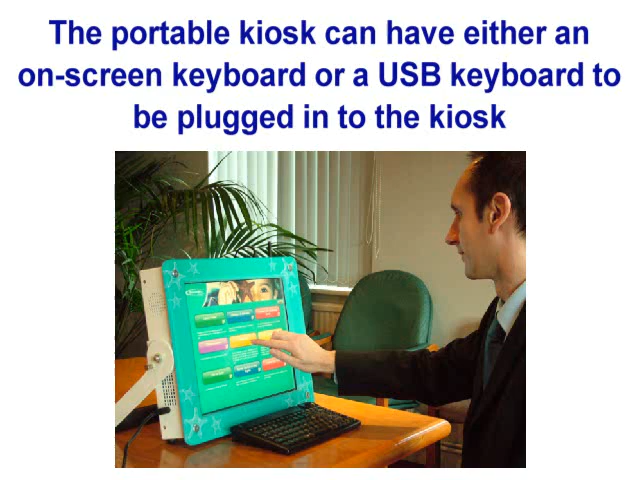 The portable kiosk can have either an
on-screen keyboard or a USB keyboard to
be plugged in to the kiosk